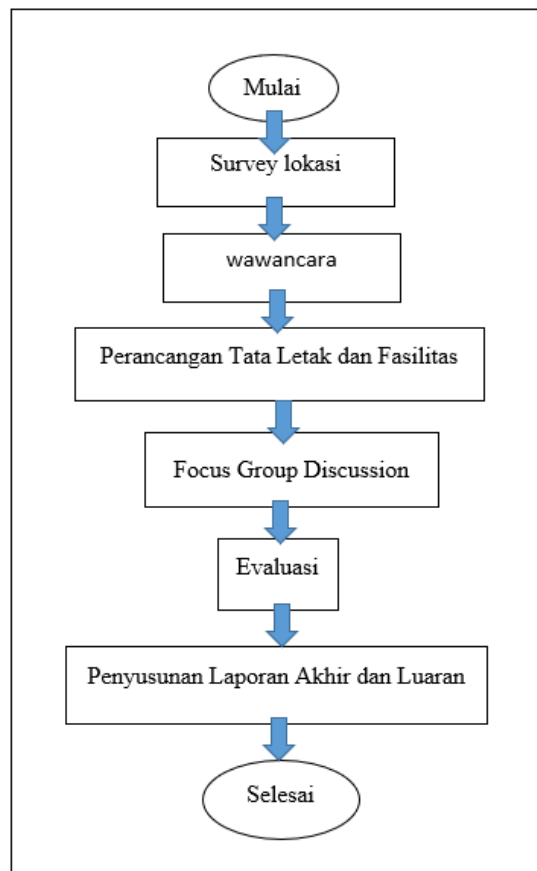 Mulai
Survey lokasi
wawancara
Perancangan Tata Letak dan Fasilitas
Focus Group Discussion
Evaluasi
Penyusunan Laporan Akhir dan Luaran
Selesai